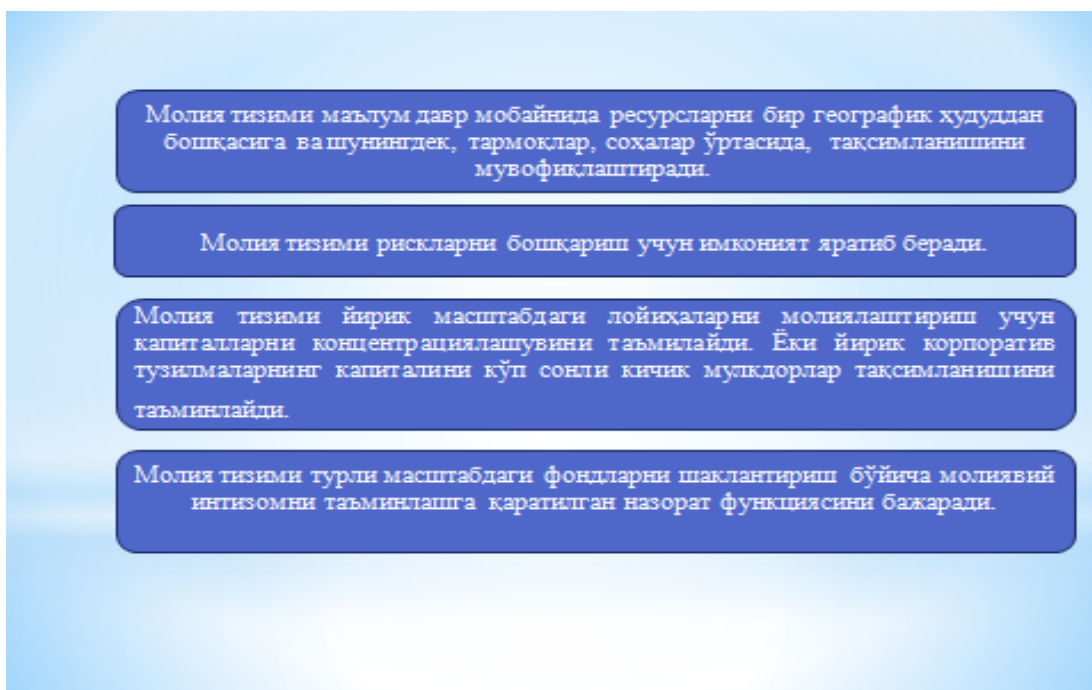 Молия тизими маълум давр мобайнида ресурсларни бир географик ҳудуддан
бошқасига ва шунингдек, тармоқлар, соҳалар ўртасида, тақсимланишини
мувофиқлаштиради.
Молия тизими рискларни бошқариш учун имконият яратиб беради.
Молия тизими йирик масштабдаги лойиҳаларни молиялаштириш учун
капиталларни концентрациялашувини таъмилайди. Ёки йирик корпоратив
тузилмаларнинг капиталини кўп сонли кичик мулкдорлар тақсимланишини
таъминлайди.
Молия тизими турли масштабдаги фондларни шаклантириш бўйича молиявий
интизомни таъминлашга қаратилган назорат функциясини бажаради.